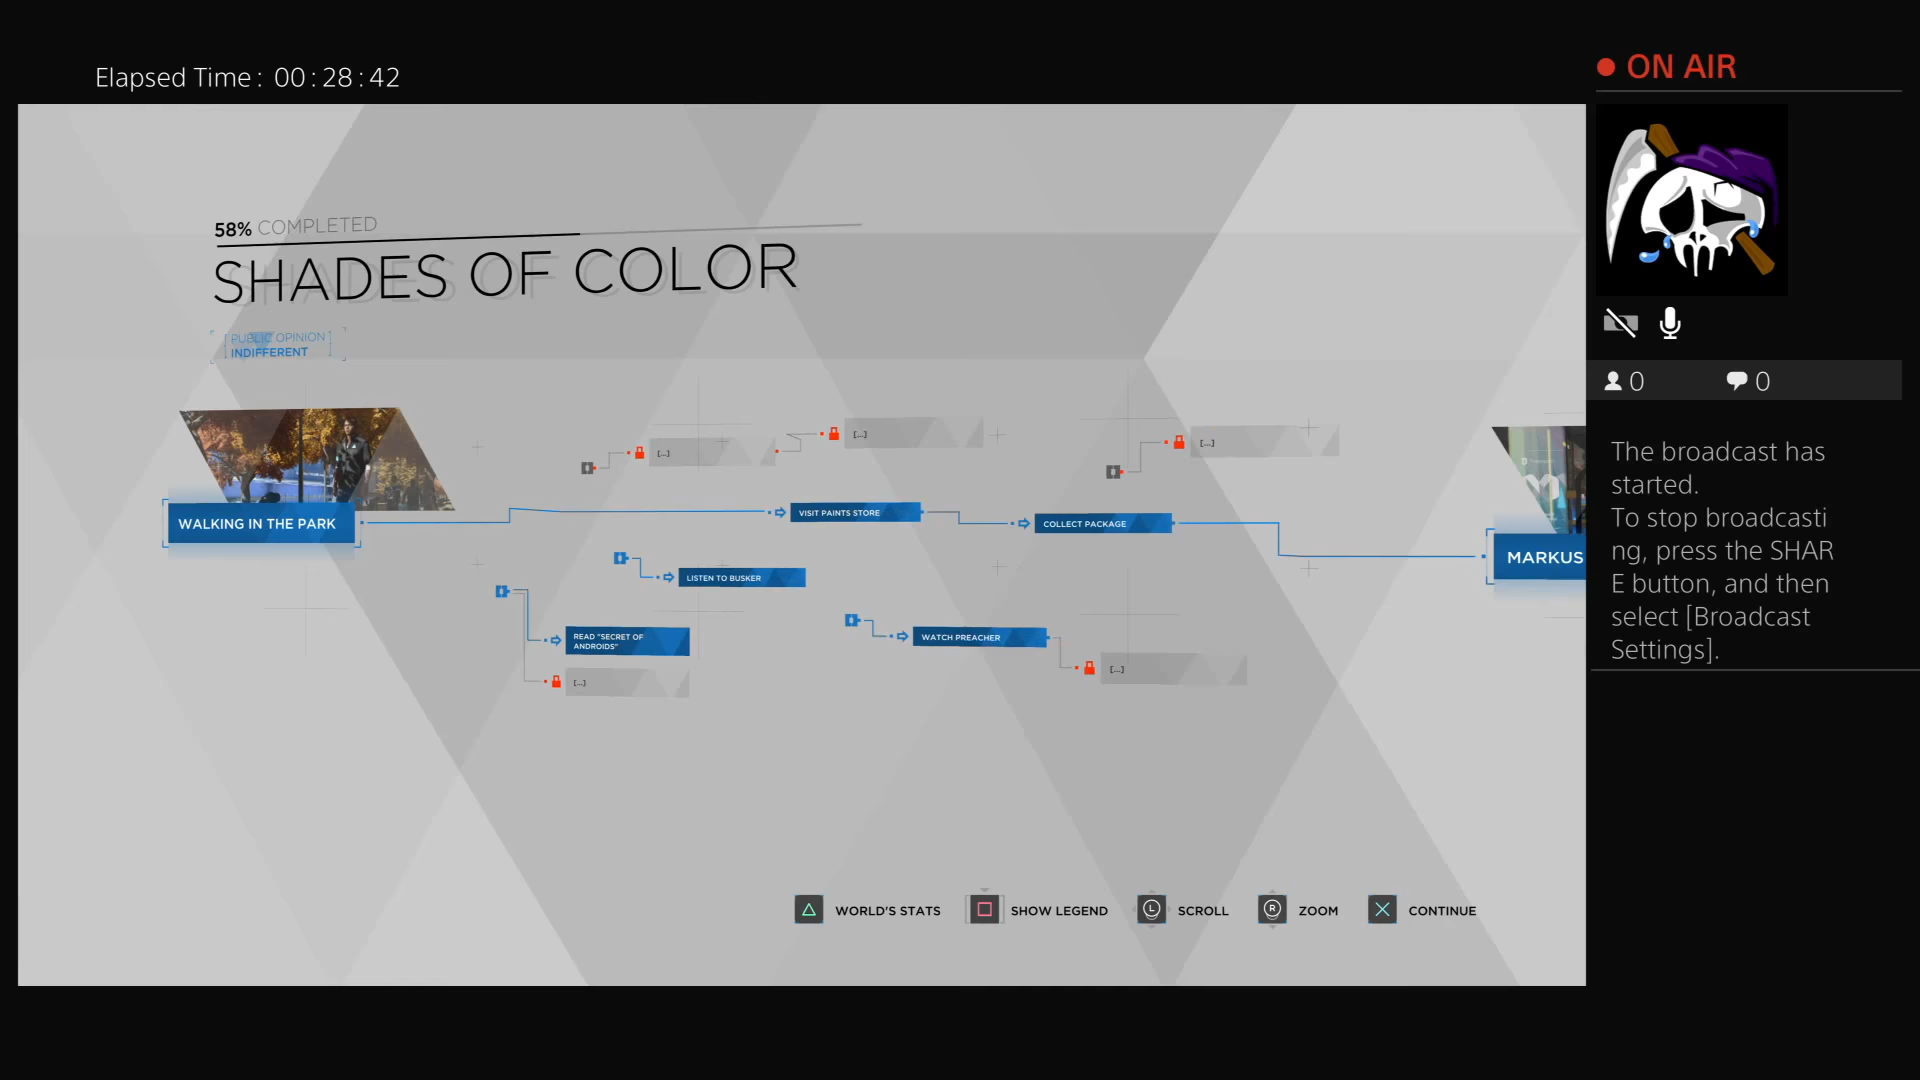 Elapsed Time: 00:28:42
ON AIR
58% COMPLETED
SHADES OF COLOR
PUBLIC OPINION
INDIFFERENT
0
0
[...]
[...]
[...]
WALKING IN THE PARK
VISIT PAINTS STORE
COLLECT PACKAGE
MARKUS
LISTEN TO BUSKER
READ "SECRET OF
ANDROIDS"
WATCH PREACHER
[...]
[...]
The broadcast has
started.
To stop broadcasti
ng, press the SHAR
E button, and then
select [Broadcast
Settings].
WORLD'S STATS
SHOW LEGEND
L
SCROLL
R
ZOOM
CONTINUE